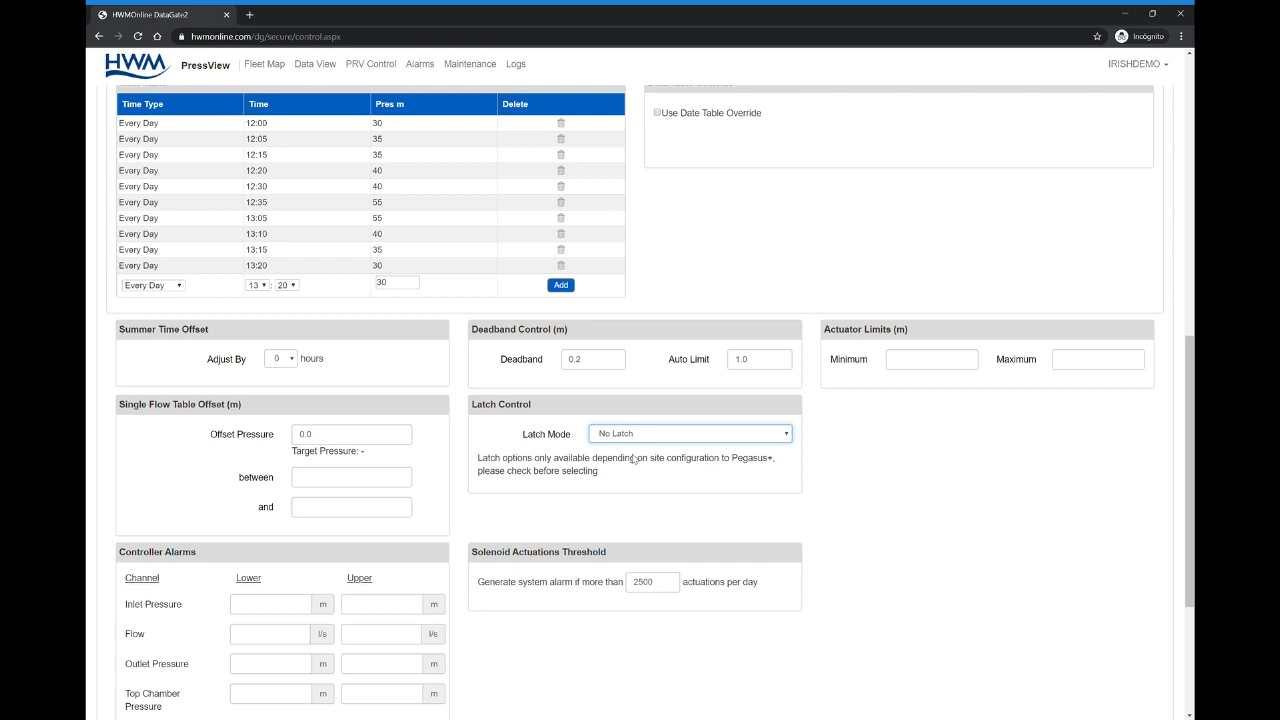 HWMOnline DataGate2
hwmonline.com/dg/secure/control.aspx
Incógnito
HWM
PressView Fleet Map Data View PRV Control Alarms Maintenance Logs IRISHDEMO
Time Type Time Pres m Delete
Every Day 12:00 30
Every Day 12:05 35
Every Day 12:15 35
Every Day 12:20 40
Every Day 12:30 40
Every Day 12:35 55
Every Day 13:05 55
Every Day 13:10 40
Every Day 13:15 35
Every Day 13:20 30
Every Day 13 : 20 30 Add
Use Date Table Override
Summer Time Offset
Adjust By 0 hours
Deadband Control (m)
Deadband 0.2 Auto Limit 1.0
Actuator Limits (m)
Minimum Maximum
Single Flow Table Offset (m)
Offset Pressure 0.0
Target Pressure: -
between
and
Latch Control
Latch Mode No Latch
Latch options only available depending on site configuration to Pegasus+,
please check before selecting
Controller Alarms
Channel Lower Upper
Inlet Pressure m m
Flow l/s l/s
Outlet Pressure m m
Top Chamber m m
Pressure
Solenoid Actuations Threshold
Generate system alarm if more than 2500 actuations per day